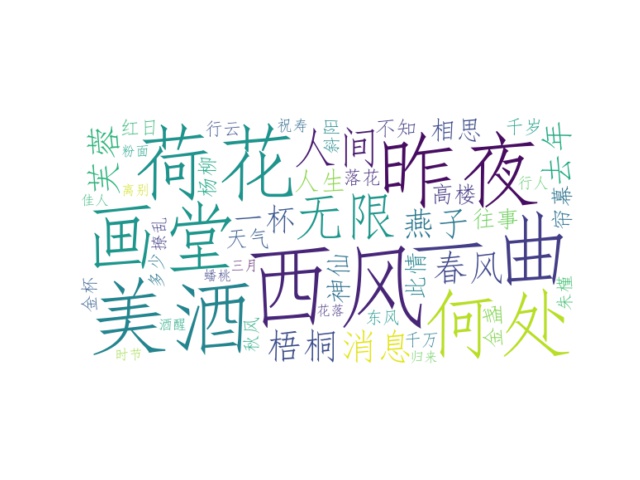 红日
行云
祝寿
斜阳
不知
相思
千岁
去年
芙蓉
粉面
荷花
杨柳
人间
昨夜
离别
人生
落花
高楼
行人
佳人
画堂
一杯
无限
燕子
往事
帘幕
多少
撩乱
天气
西风
一曲
神仙
此情
春风
蟠桃
三月
金杯
美酒
花落
东风
何处
金盏
朱槿
酒醒
秋风
梧桐
消息
千万
归来
时节